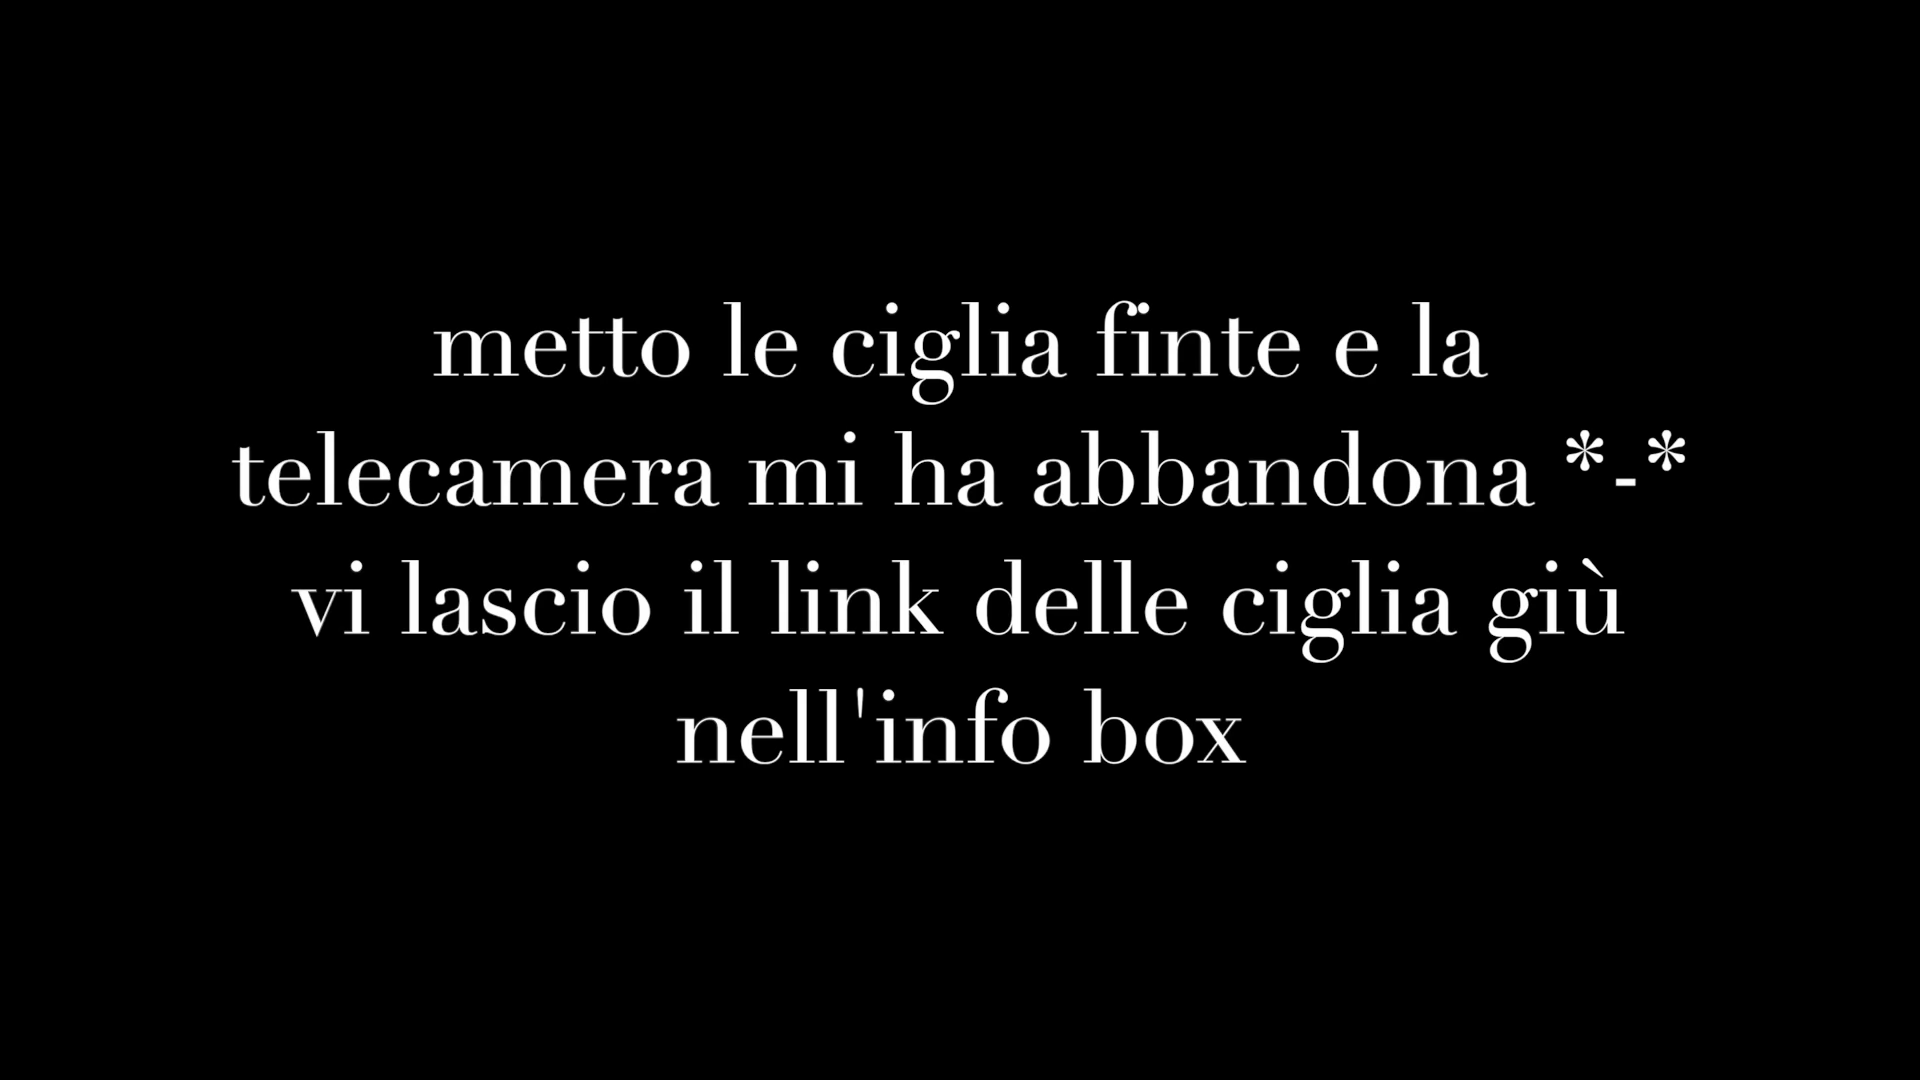 metto le ciglia finte e la
telecamera mi ha abbandona *-*
vi lascio il link delle ciglia giù
nell'info box